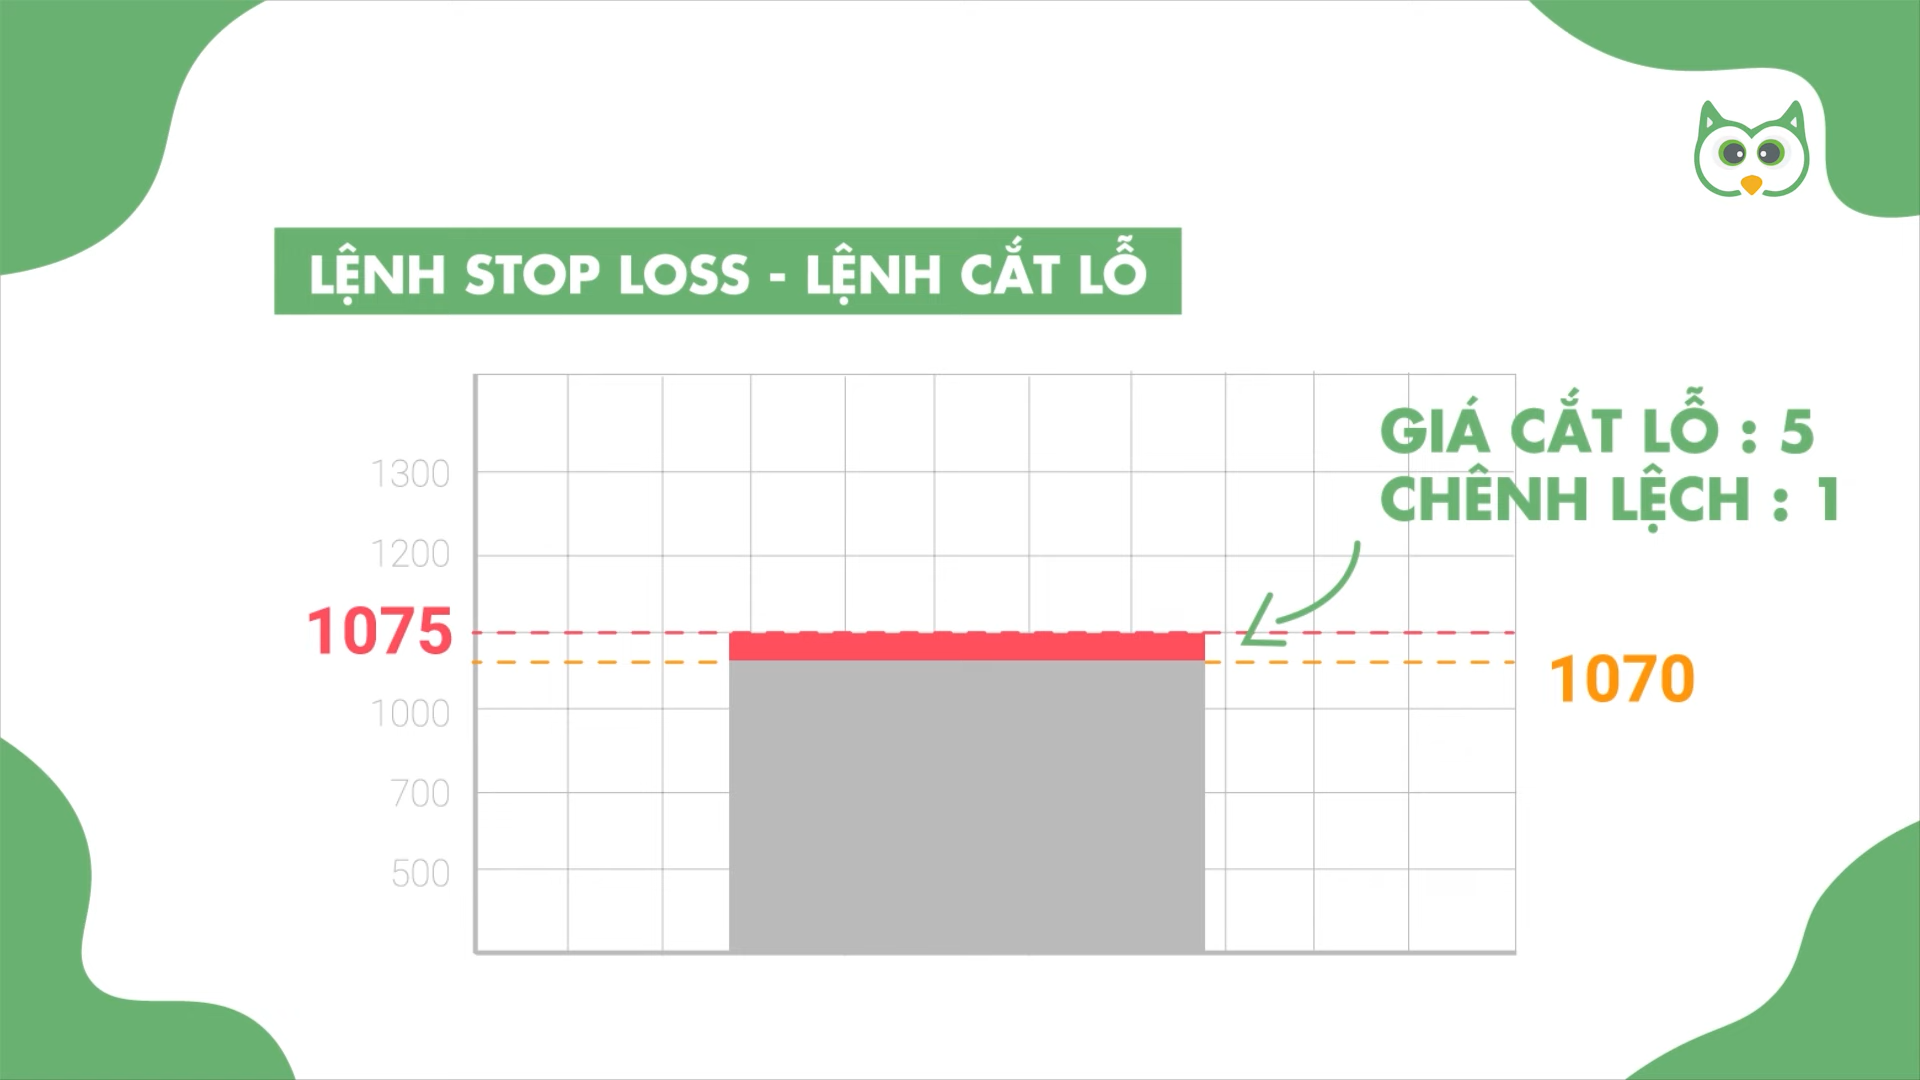 LỆNH STOP LOSS - LỆNH CẮT LỖ
GIÁ CẮT LỖ : 5
CHÊNH LỆCH : 1
1300
1200
1075
1070
1000
700
500